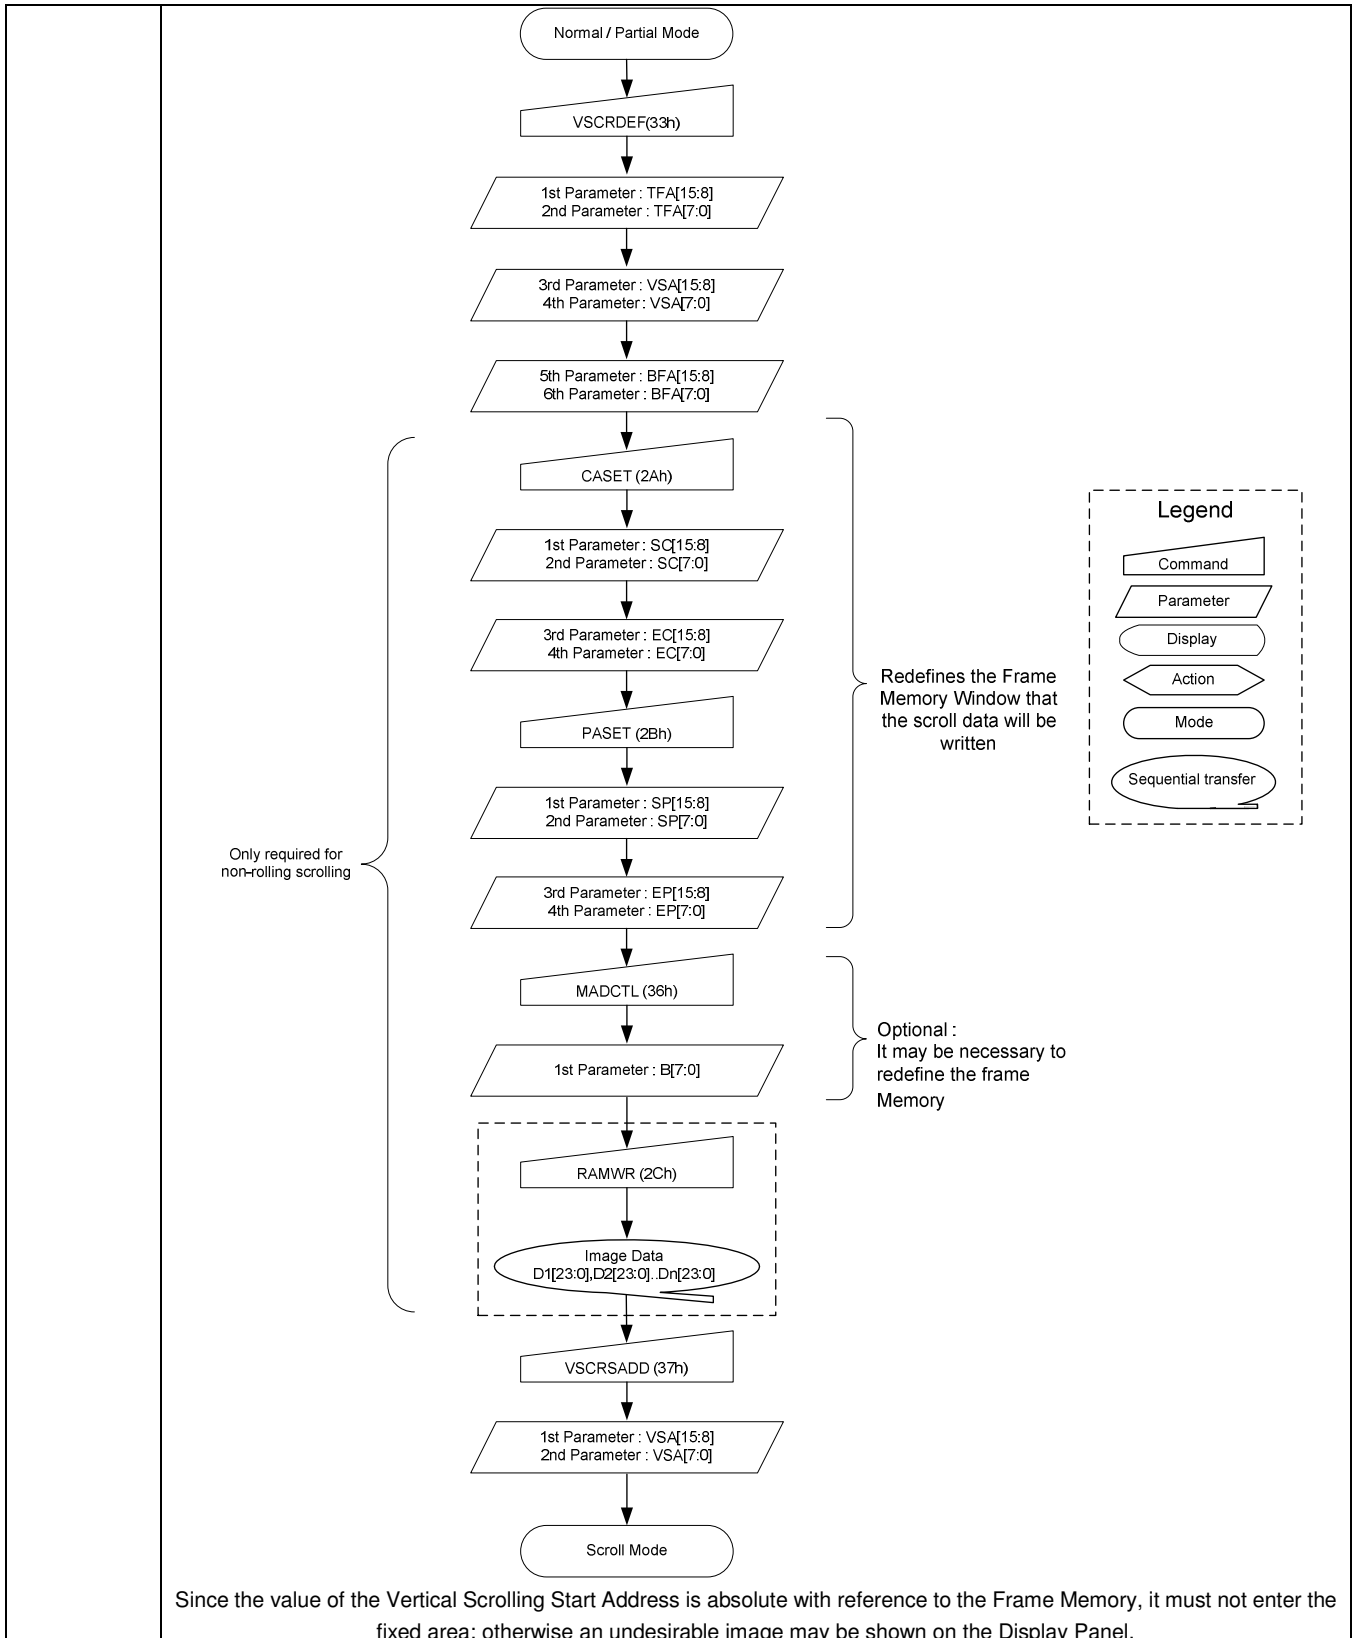 Normal / Partial Mode
VSCRDEF(33h)
1st Parameter : TFA[15:8]
2nd Parameter : TFA[7:0]
3rd Parameter : VSA[15:8]
4th Parameter : VSA[7:0]
5th Parameter : BFA[15:8]
6th Parameter : BFA[7:0]
CASET (2Ah)
1st Parameter : SC[15:8]
2nd Parameter : SC[7:0]
3rd Parameter : EC[15:8]
4th Parameter : EC[7:0]
PASET (2Bh)
1st Parameter : SP[15:8]
2nd Parameter : SP[7:0]
3rd Parameter : EP[15:8]
4th Parameter : EP[7:0]
Only required for
non-rolling scrolling
Redefines the Frame
Memory Window that
the scroll data will be
written
Legend
Command
Parameter
Display
Action
Mode
Sequential transfer
MADCTL (36h)
1st Parameter : B[7:0]
Optional :
It may be necessary to
redefine the frame
Memory
RAMWR (2Ch)
Image Data
D1[23:0],D2[23:0]..Dn[23:0]
VSCRSADD (37h)
1st Parameter : VSA[15:8]
2nd Parameter : VSA[7:0]
Scroll Mode
Since the value of the Vertical Scrolling Start Address is absolute with reference to the Frame Memory, it must not enter the
fixed area; otherwise an undesirable image may be shown on the Display Panel.